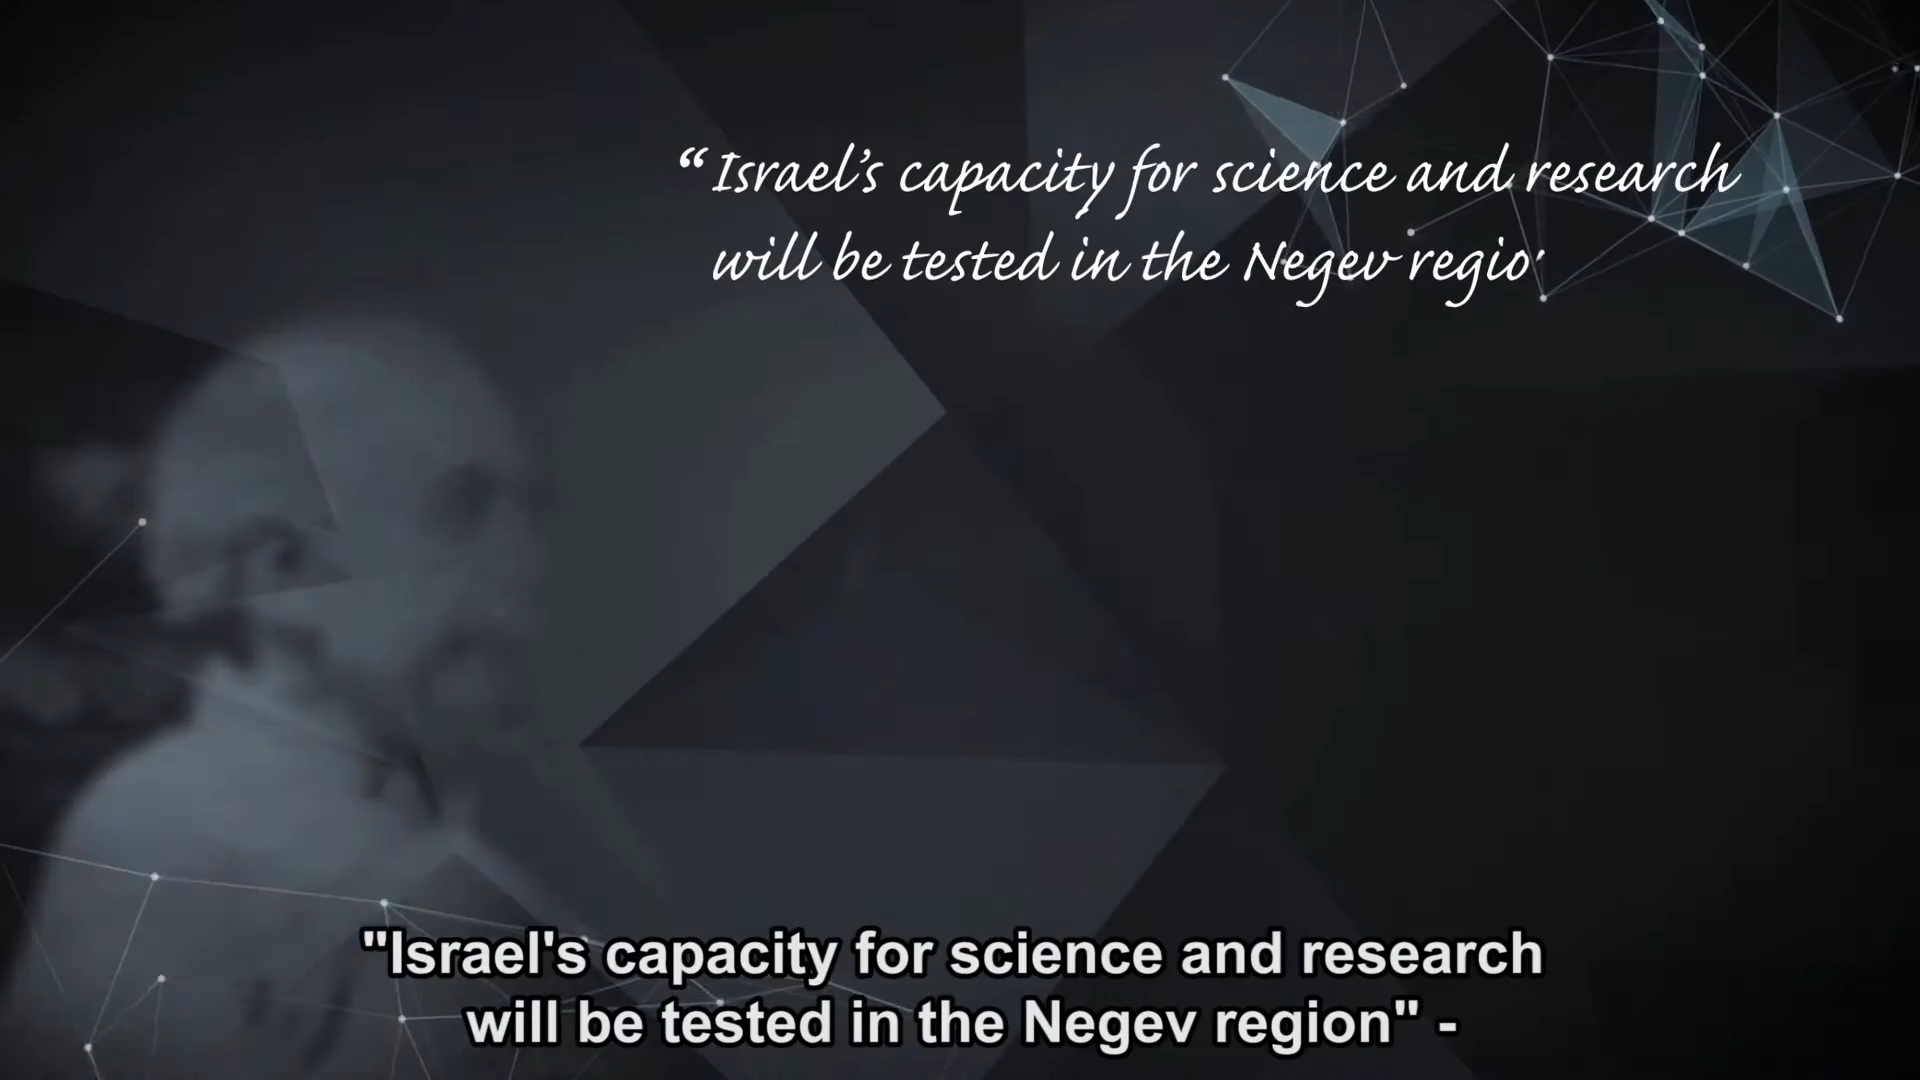 “Israel’s capacity for science and research
will be tested in the Negev regio
"Israel's capacity for science and research
will be tested in the Negev region" -